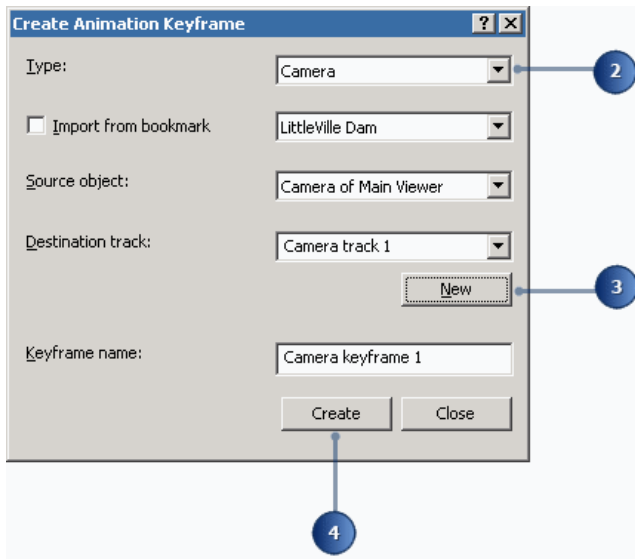 Create Animation Keyframe ? X
Type: Camera 2
Import from bookmark LittleVille Dam
Source object: Camera of Main Viewer
Destination track: Camera track 1
New 3
Keyframe name: Camera keyframe 1
Create Close
4